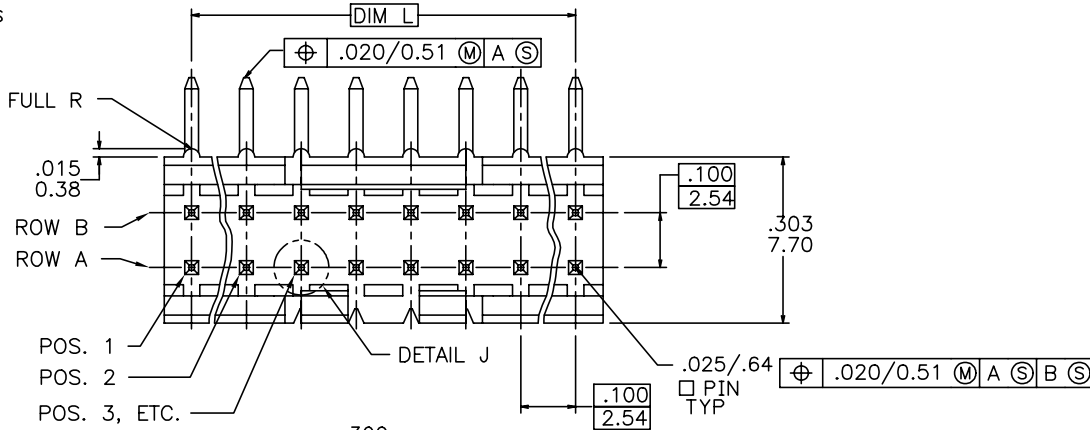 s
DIM L
⌖ .020/0.51 Ⓜ A Ⓢ
FULL R
.015
0.38
.100
2.54
ROW B
.303
7.70
ROW A
POS. 1
DETAIL J
.025/.64
⌖ .020/0.51 Ⓜ A Ⓢ B Ⓢ
POS. 2
□ PIN
TYP
.100
2.54
POS. 3, ETC.